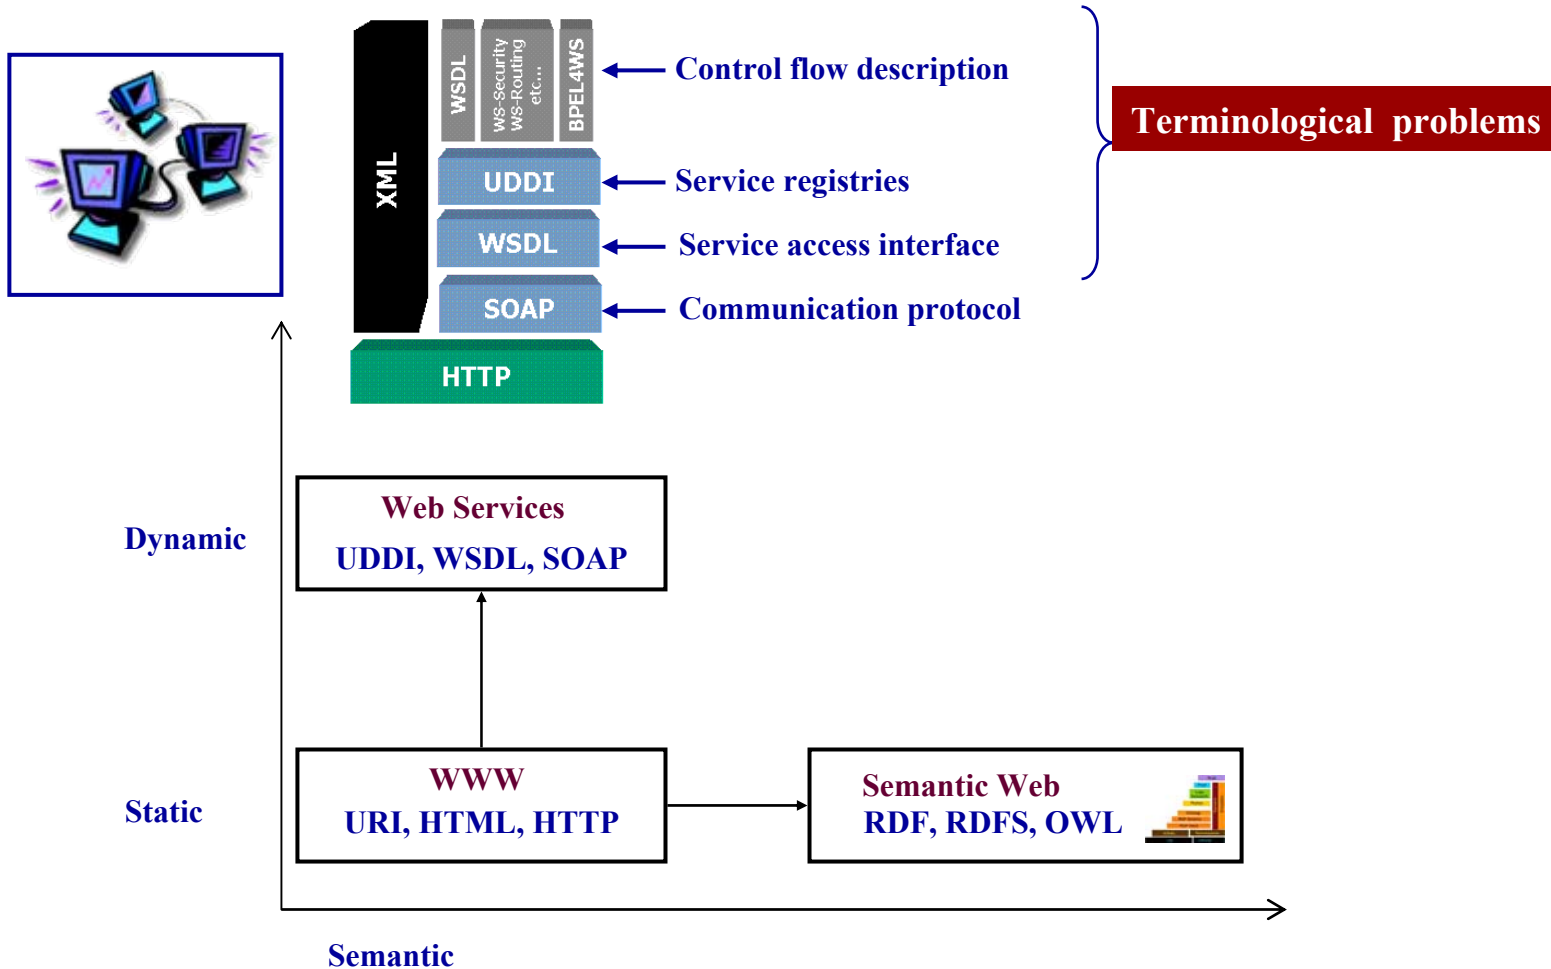 XML
WSDL
WS-Security
WS-Routing
etc...
BPEL4WS
Control flow description
Terminological problems
UDDI
Service registries
WSDL
Service access interface
SOAP
Communication protocol
HTTP
Web Services
UDDI, WSDL, SOAP
Dynamic
WWW
URI, HTML, HTTP
Semantic Web
RDF, RDFS, OWL
Static
Semantic